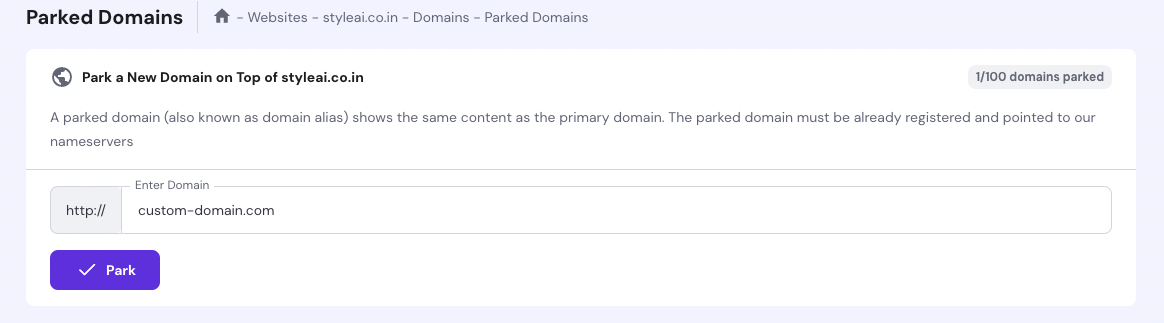 Parked Domains
- Websites - styleai.co.in - Domains - Parked Domains
Park a New Domain on Top of styleai.co.in
1/100 domains parked
A parked domain (also known as domain alias) shows the same content as the primary domain. The parked domain must be already registered and pointed to our
nameservers
Enter Domain
http://
custom-domain.com
Park